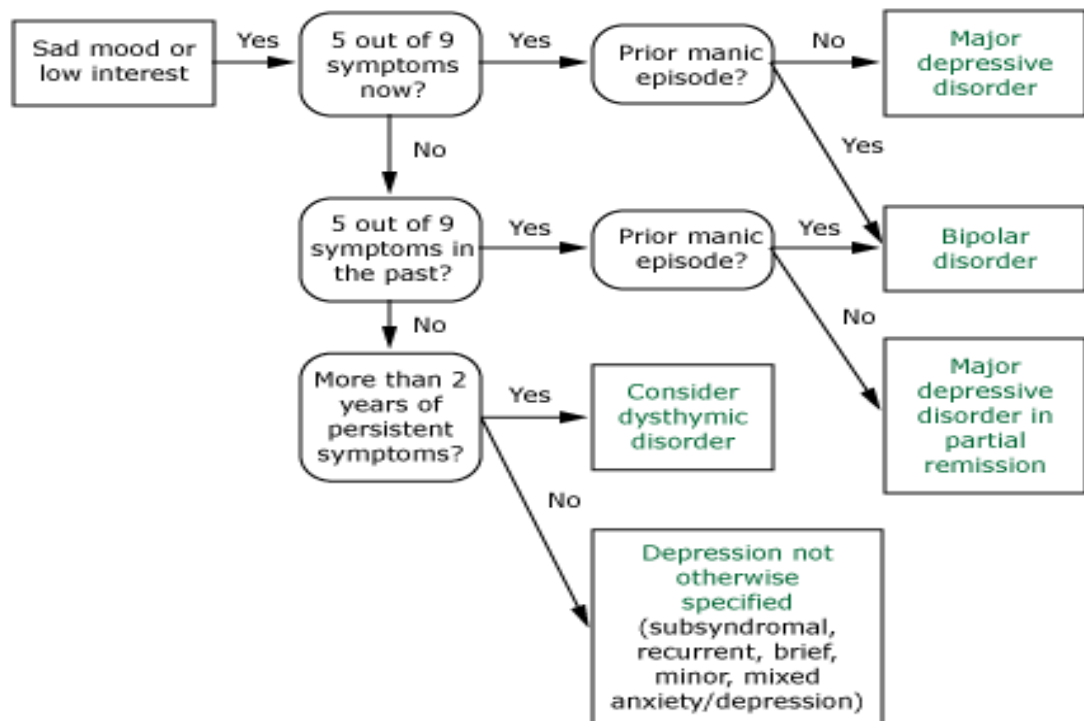 Sad mood or
low interest
Yes
5 out of 9
symptoms
now?
Yes
Prior manic
episode?
No
Major
depressive
disorder
No
Yes
5 out of 9
symptoms in
the past?
Yes
Prior manic
episode?
Yes
Bipolar
disorder
No
No
More than 2
years of
persistent
symptoms?
Yes
Consider
dysthymic
disorder
Major
depressive
disorder in
partial
remission
No
Depression not
otherwise
specified
(subsyndromal,
recurrent, brief,
minor, mixed
anxiety/depression)